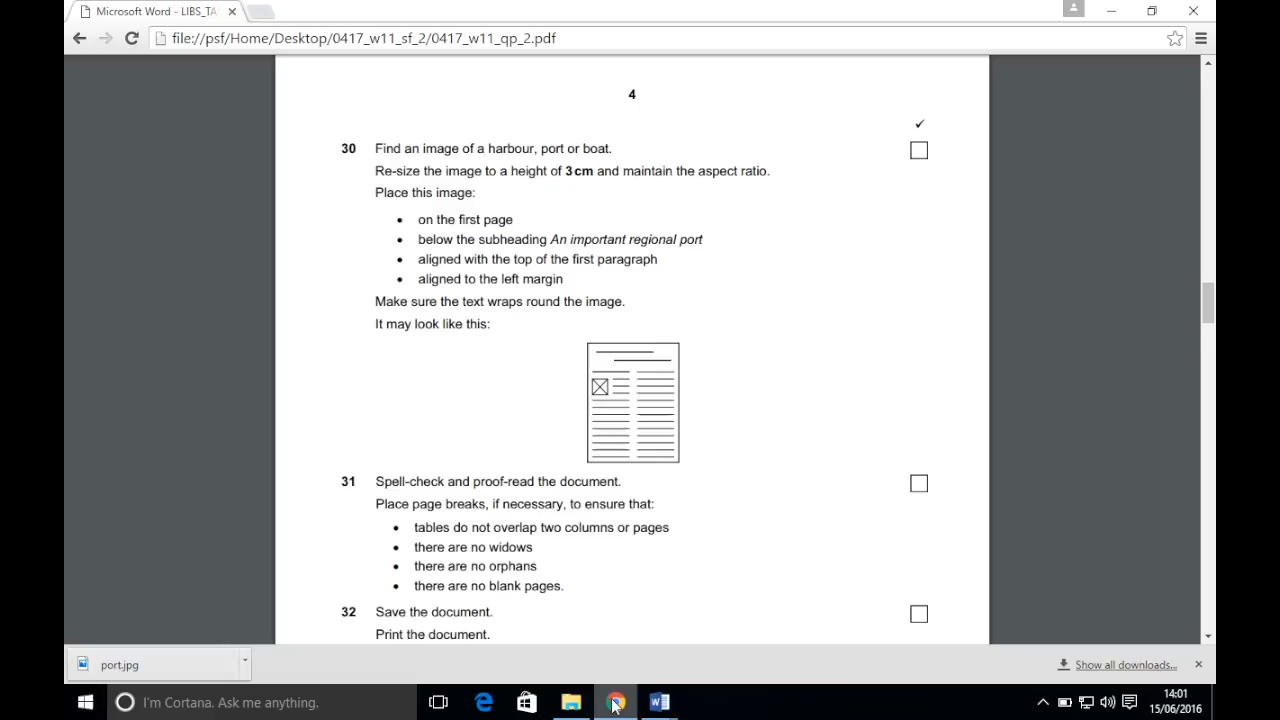 Microsoft Word - LIBS_TA
file://psf/Home/Desktop/0417_w11_sf_2/0417_w11_qp_2.pdf
4
✓
30 Find an image of a harbour, port or boat.
Re-size the image to a height of 3 cm and maintain the aspect ratio.
Place this image:
• on the first page
• below the subheading An important regional port
• aligned with the top of the first paragraph
• aligned to the left margin
Make sure the text wraps round the image.
It may look like this:
31 Spell-check and proof-read the document.
Place page breaks, if necessary, to ensure that:
• tables do not overlap two columns or pages
• there are no widows
• there are no orphans
• there are no blank pages.
32 Save the document.
Print the document.
port.jpg
Show all downloads...
I'm Cortana. Ask me anything.
14:01
15/06/2016